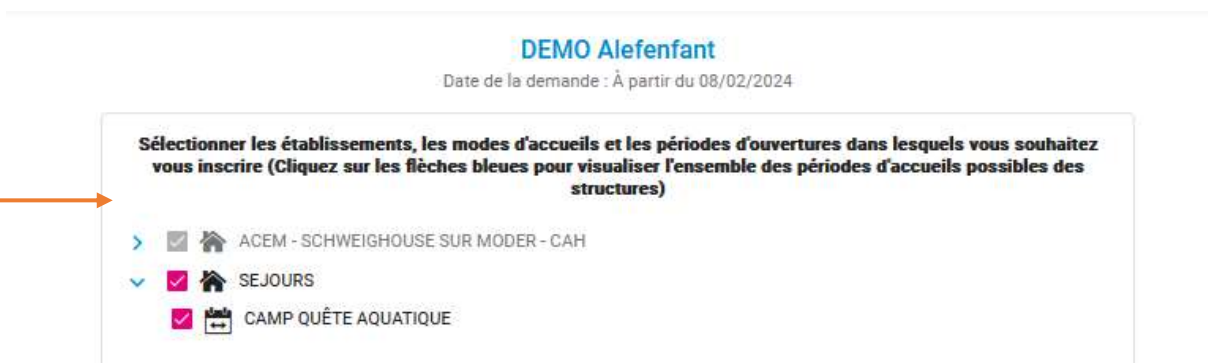 DEMO Alefenfant
Date de la demande : À partir du 08/02/2024
Sélectionner les établissements, les modes d'accueils et les périodes d'ouvertures dans lesquels vous souhaitez
vous inscrire (Cliquez sur les flèches bleues pour visualiser l'ensemble des périodes d'accueils possibles des
structures)
ACEM - SCHWEIGHOUSE SUR MODER - CAH
SEJOURS
CAMP QUÊTE AQUATIQUE